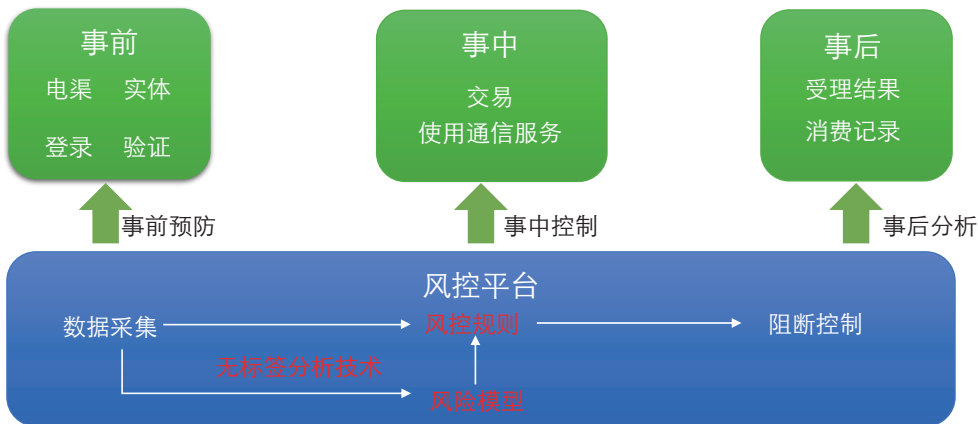 事前
电渠 实体
登录 验证
事中
交易
使用通信服务
事后
受理结果
消费记录
事前预防
事中控制
事后分析
风控平台
数据采集
风控规则
阻断控制
无标签分析技术
风险模型